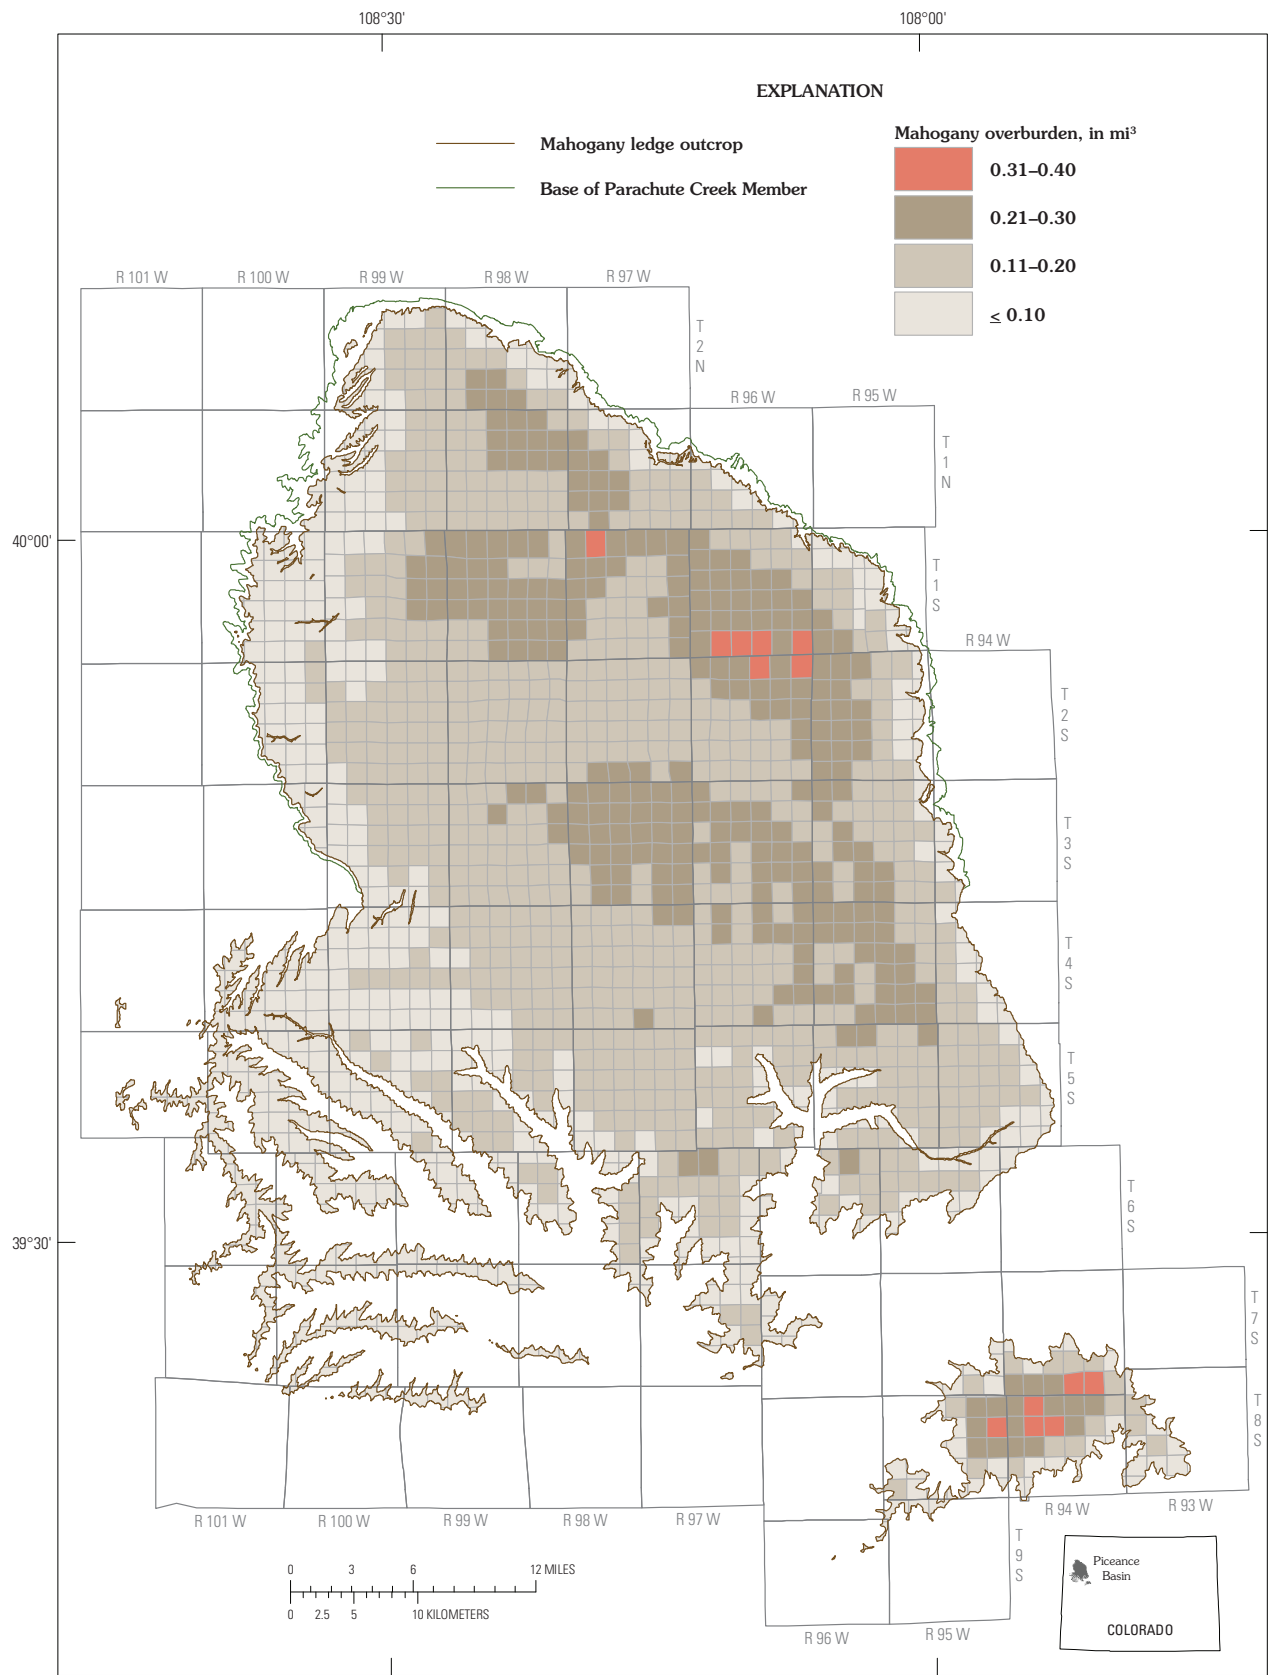 108°30'
108°00'
EXPLANATION
Mahogany ledge outcrop
Base of Parachute Creek Member
Mahogany overburden, in mi³
0.31–0.40
0.21–0.30
0.11–0.20
≤ 0.10
R 101 W
R 100 W
R 99 W
R 98 W
R 97 W
T
2
N
R 96 W
R 95 W
T
1
N
40°00'
T
1
S
R 94 W
T
2
S
T
3
S
T
4
S
T
5
S
T
6
S
39°30'
T
7
S
T
8
S
R 94 W
R 93 W
R 101 W
R 100 W
R 99 W
R 98 W
R 97 W
T
9
S
R 96 W
R 95 W
0 3 6 12 MILES
0 2.5 5 10 KILOMETERS
Piceance
Basin
COLORADO